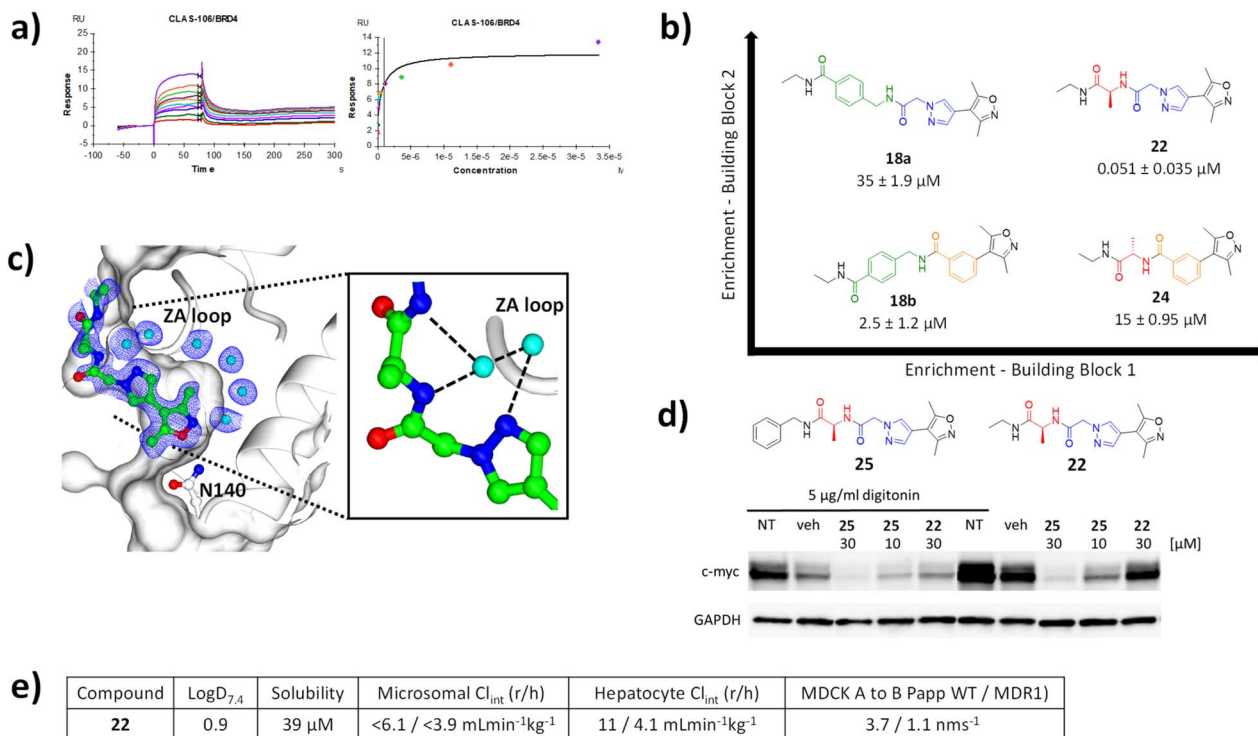 a)
RU
CLAS-106/BRD4
25
20
15
10
5
0
-5
-100
-50
0
50
100
150
200
250
300
Response
Time
s
RU
CLAS-106/BRD4
14
12
10
8
6
4
2
0
0
5e-6
1e-5
1.5e-5
2e-5
2.5e-5
3e-5
3.5e-5
Response
Concentration
b)
Enrichment - Building Block 2
Enrichment - Building Block 1
18a
35 ± 1.9 µM
22
0.051 ± 0.035 µM
18b
2.5 ± 1.2 µM
24
15 ± 0.95 µM
c)
ZA loop
N140
ZA loop
d)
25
22
5 µg/ml digitonin
NT veh 25 25 22 NT veh 25 25 22
30 10 30 30 10 30 [µM]
c-myc
GAPDH
e)
Compound LogD7.4 Solubility Microsomal Clint (r/h) Hepatocyte Clint (r/h) MDCK A to B Papp WT / MDR1)
22 0.9 39 µM <6.1 / <3.9 mLmin-1kg-1 11 / 4.1 mLmin-1kg-1 3.7 / 1.1 nms-1